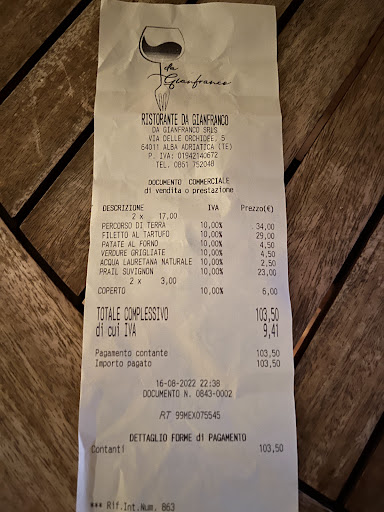 da
Gianfranco
RISTORANTE DA GIANFRANCO
DA GIANFRANCO SRLS
VIA DELLE ORCHIDEE, 5
64011 ALBA ADRIATICA (TE)
P. IVA: 01942140672
TEL. 0861 752048
DOCUMENTO COMMERCIALE
di vendita o prestazione
DESCRIZIONE IVA Prezzo(€)
2 x 17,00
PERCORSO DI TERRA 10,00% 34,00
FILETTO AL TARTUFO 10,00% 29,00
PATATE AL FORNO 10,00% 4,50
VERDURE GRIGLIATE 10,00% 4,50
ACQUA LAURETANA NATURALE 10,00% 2,50
PRAIL SUVIGNON 10,00% 23,00
2 x 3,00
COPERTO 10,00% 6,00
TOTALE COMPLESSIVO 103,50
di cui IVA 9,41
Pagamento contante 103,50
Importo pagato 103,50
16-08-2022 22:38
DOCUMENTO N. 0843-0002
RT 99MEX075545
DETTAGLIO FORME di PAGAMENTO
Contanti 103,50
*** Rif.Int.Num. 863